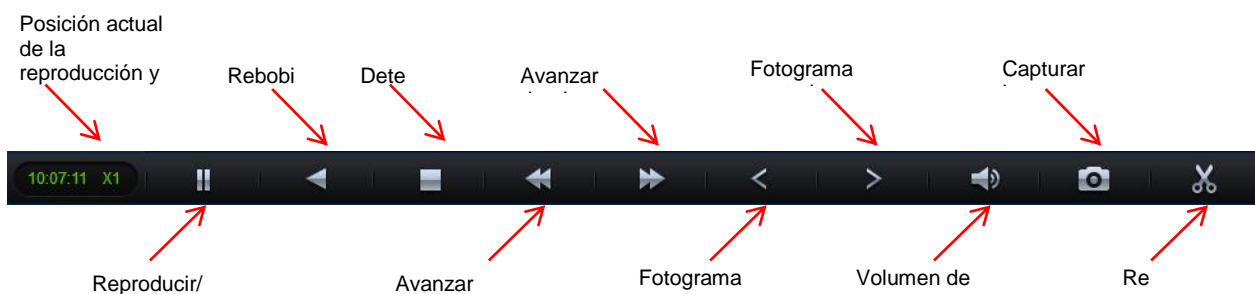 Posición actual
de la
reproducción y
Rebobi
Dete
Avanzar
Fotograma
Capturar
10:07:11 X1
Reproducir/
Avanzar
Fotograma
Volumen de
Re